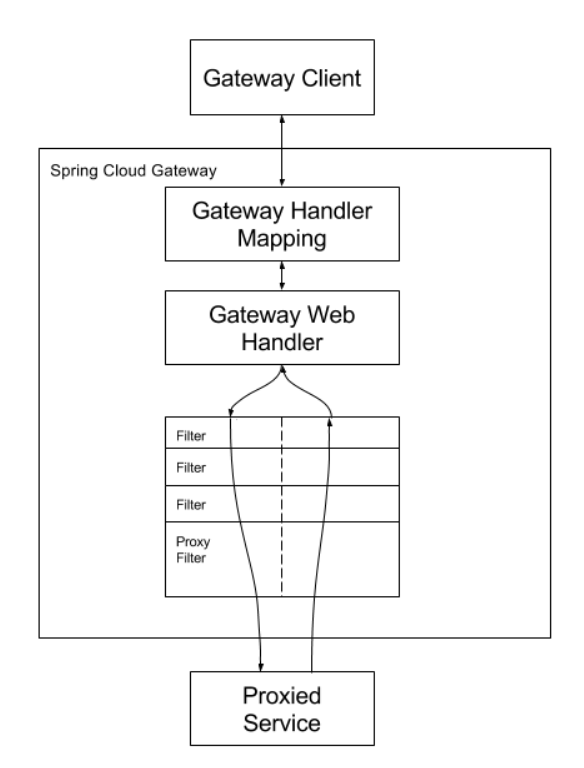 Gateway Client
Spring Cloud Gateway
Gateway Handler
Mapping
Gateway Web
Handler
Filter
Filter
Filter
Proxy
Filter
Proxied
Service